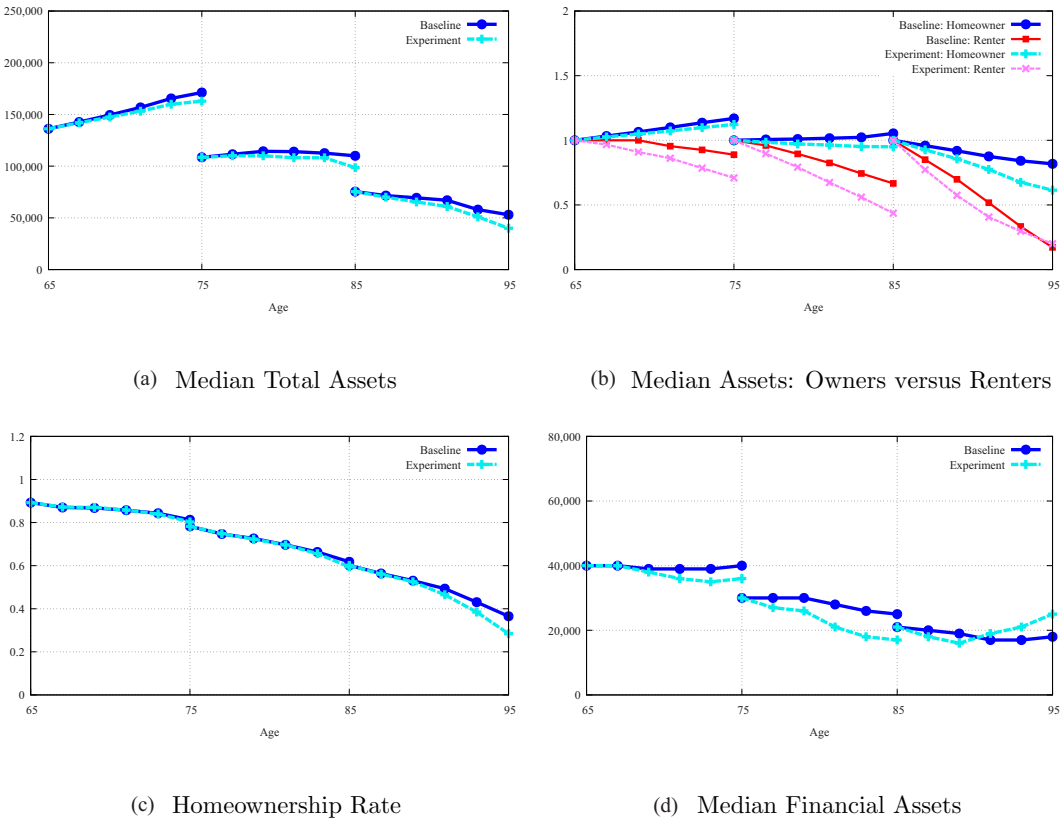 250,000
200,000
150,000
100,000
50,000
0
65
75
85
95
Age
Baseline
Experiment
(a) Median Total Assets
2
1.5
1
0.5
0
65
75
85
95
Age
Baseline: Homeowner
Baseline: Renter
Experiment: Homeowner
Experiment: Renter
(b) Median Assets: Owners versus Renters
1.2
1
0.8
0.6
0.4
0.2
0
65
75
85
95
Age
Baseline
Experiment
(c) Homeownership Rate
80,000
60,000
40,000
20,000
0
65
75
85
95
Age
Baseline
Experiment
(d) Median Financial Assets